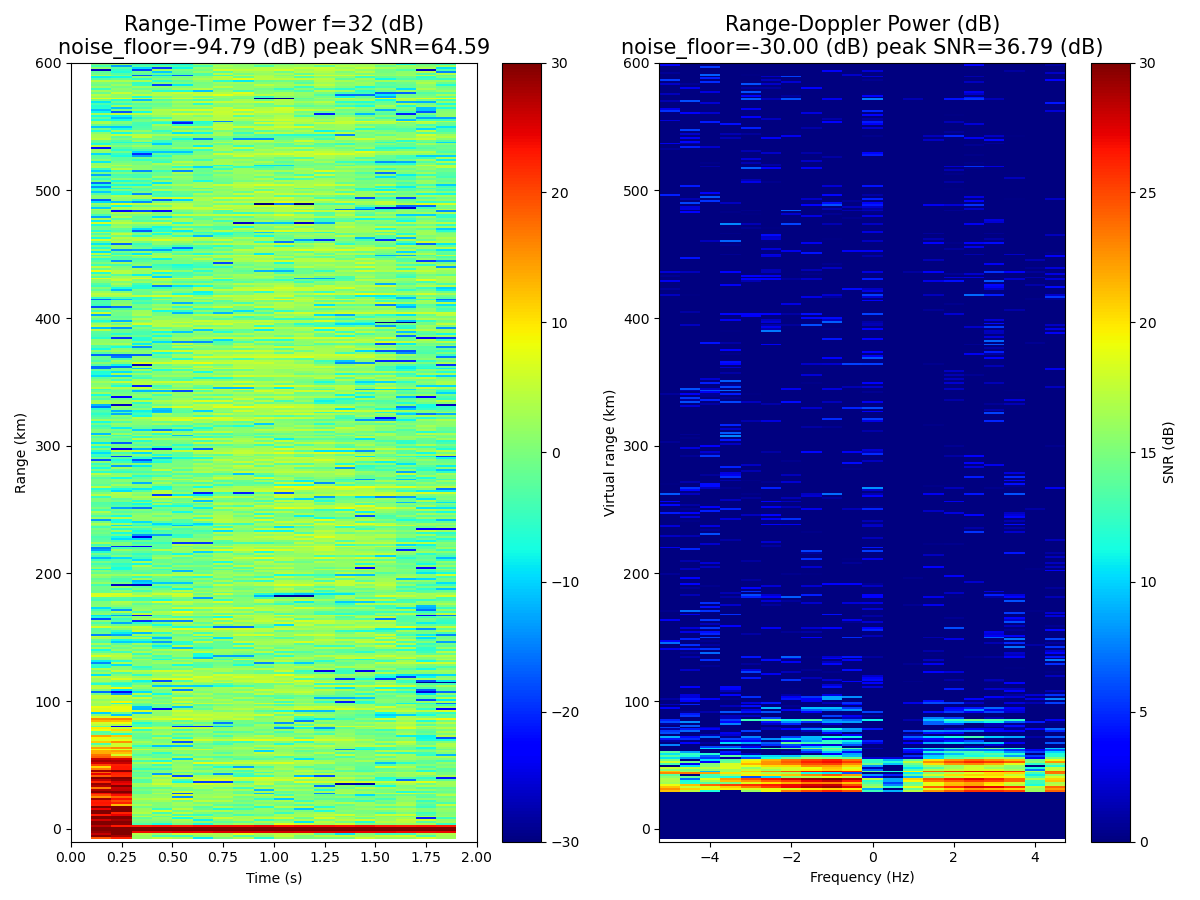 Range-Time Power f=32 (dB)
noise_floor=-94.79 (dB) peak SNR=64.59
600
500
400
300
200
100
0
Range (km)
0.00 0.25 0.50 0.75 1.00 1.25 1.50 1.75 2.00
Time (s)
30
20
10
0
−10
−20
−30
Range-Doppler Power (dB)
noise_floor=-30.00 (dB) peak SNR=36.79 (dB)
600
500
400
300
200
100
0
Virtual range (km)
−4 −2 0 2 4
Frequency (Hz)
30
25
20
15
10
5
0
SNR (dB)